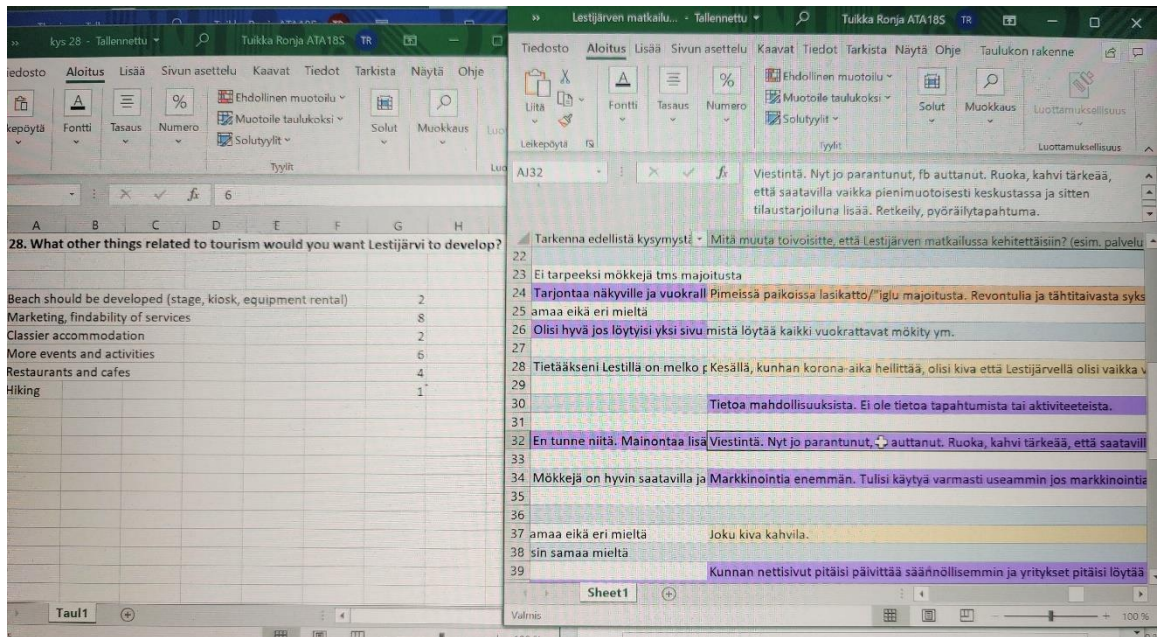 kys 28 - Tallennettu
Tuikka Ronja ATA18S
TR
Aloitus Lisää Sivun asettelu Kaavat Tiedot Tarkista Näytä Ohje
Fontti
Tasaus
Numero
Ehdollinen muotoilu
Muotoile taulukoksi
Solutyylit
Solut
Muokkaus
Tyylit
fx 6
A B C D E F G H
28. What other things related to tourism would you want Lestijärvi to develop?
Beach should be developed (stage, kiosk, equipment rental) 2
Marketing, findability of services 8
Classier accommodation 2
More events and activities 6
Restaurants and cafes 4
Hiking 1
Taul1
Lestijärven matkailu... - Tallennettu
Tuikka Ronja ATA18S
TR
Tiedosto Aloitus Lisää Sivun asettelu Kaavat Tiedot Tarkista Näytä Ohje Taulukon rakenne
Liitä
Fontti
Tasaus
Numero
Ehdollinen muotoilu
Muotoile taulukoksi
Solutyylit
Solut
Muokkaus
Luottamuksellisuus
Leikepöytä
Tyylit
Luottamuksellisuus
AJ32
fx
Viestintä. Nyt jo parantunut, fb auttanut. Ruoka, kahvi tärkeää,
että saatavilla vaikka pienimuotoisesti keskustassa ja sitten
tilaustarjoiluna lisää. Retkeily, pyöräilytapahtuma.
Tarkenna edellistä kysymystä Mitä muuta toivoisitte, että Lestijärven matkailussa kehitettäisiin? (esim. palvelu
22
23 Ei tarpeeksi mökkejä tms majoitusta
24 Tarjontaa näkyville ja vuokrall Pimeissä paikoissa lasikatto/"iglu majoitusta. Revontulia ja tähtitaivasta syks
25 amaa eikä eri mieltä
26 Olisi hyvä jos löytyisi yksi sivu mistä löytää kaikki vuokrattavat mökity ym.
27
28 Tietääkseni Lestillä on melko p Kesällä, kunhan korona-aika heilittää, olisi kiva että Lestijärvellä olisi vaikka v
29
30 Tietoa mahdollisuuksista. Ei ole tietoa tapahtumista tai aktiviteeteista.
31
32 En tunne niitä. Mainontaa lisä Viestintä. Nyt jo parantunut, auttanut. Ruoka, kahvi tärkeää, että saatavill
33
34 Mökkejä on hyvin saatavilla ja Markkinointia enemmän. Tulisi käytyä varmasti useammin jos markkinointia
35
36
37 amaa eikä eri mieltä Joku kiva kahvila.
38 sin samaa mieltä
39 Kunnan nettisivut pitäisi päivittää säännöllisemmin ja yritykset pitäisi löytää
Sheet1
Valmis
100 %